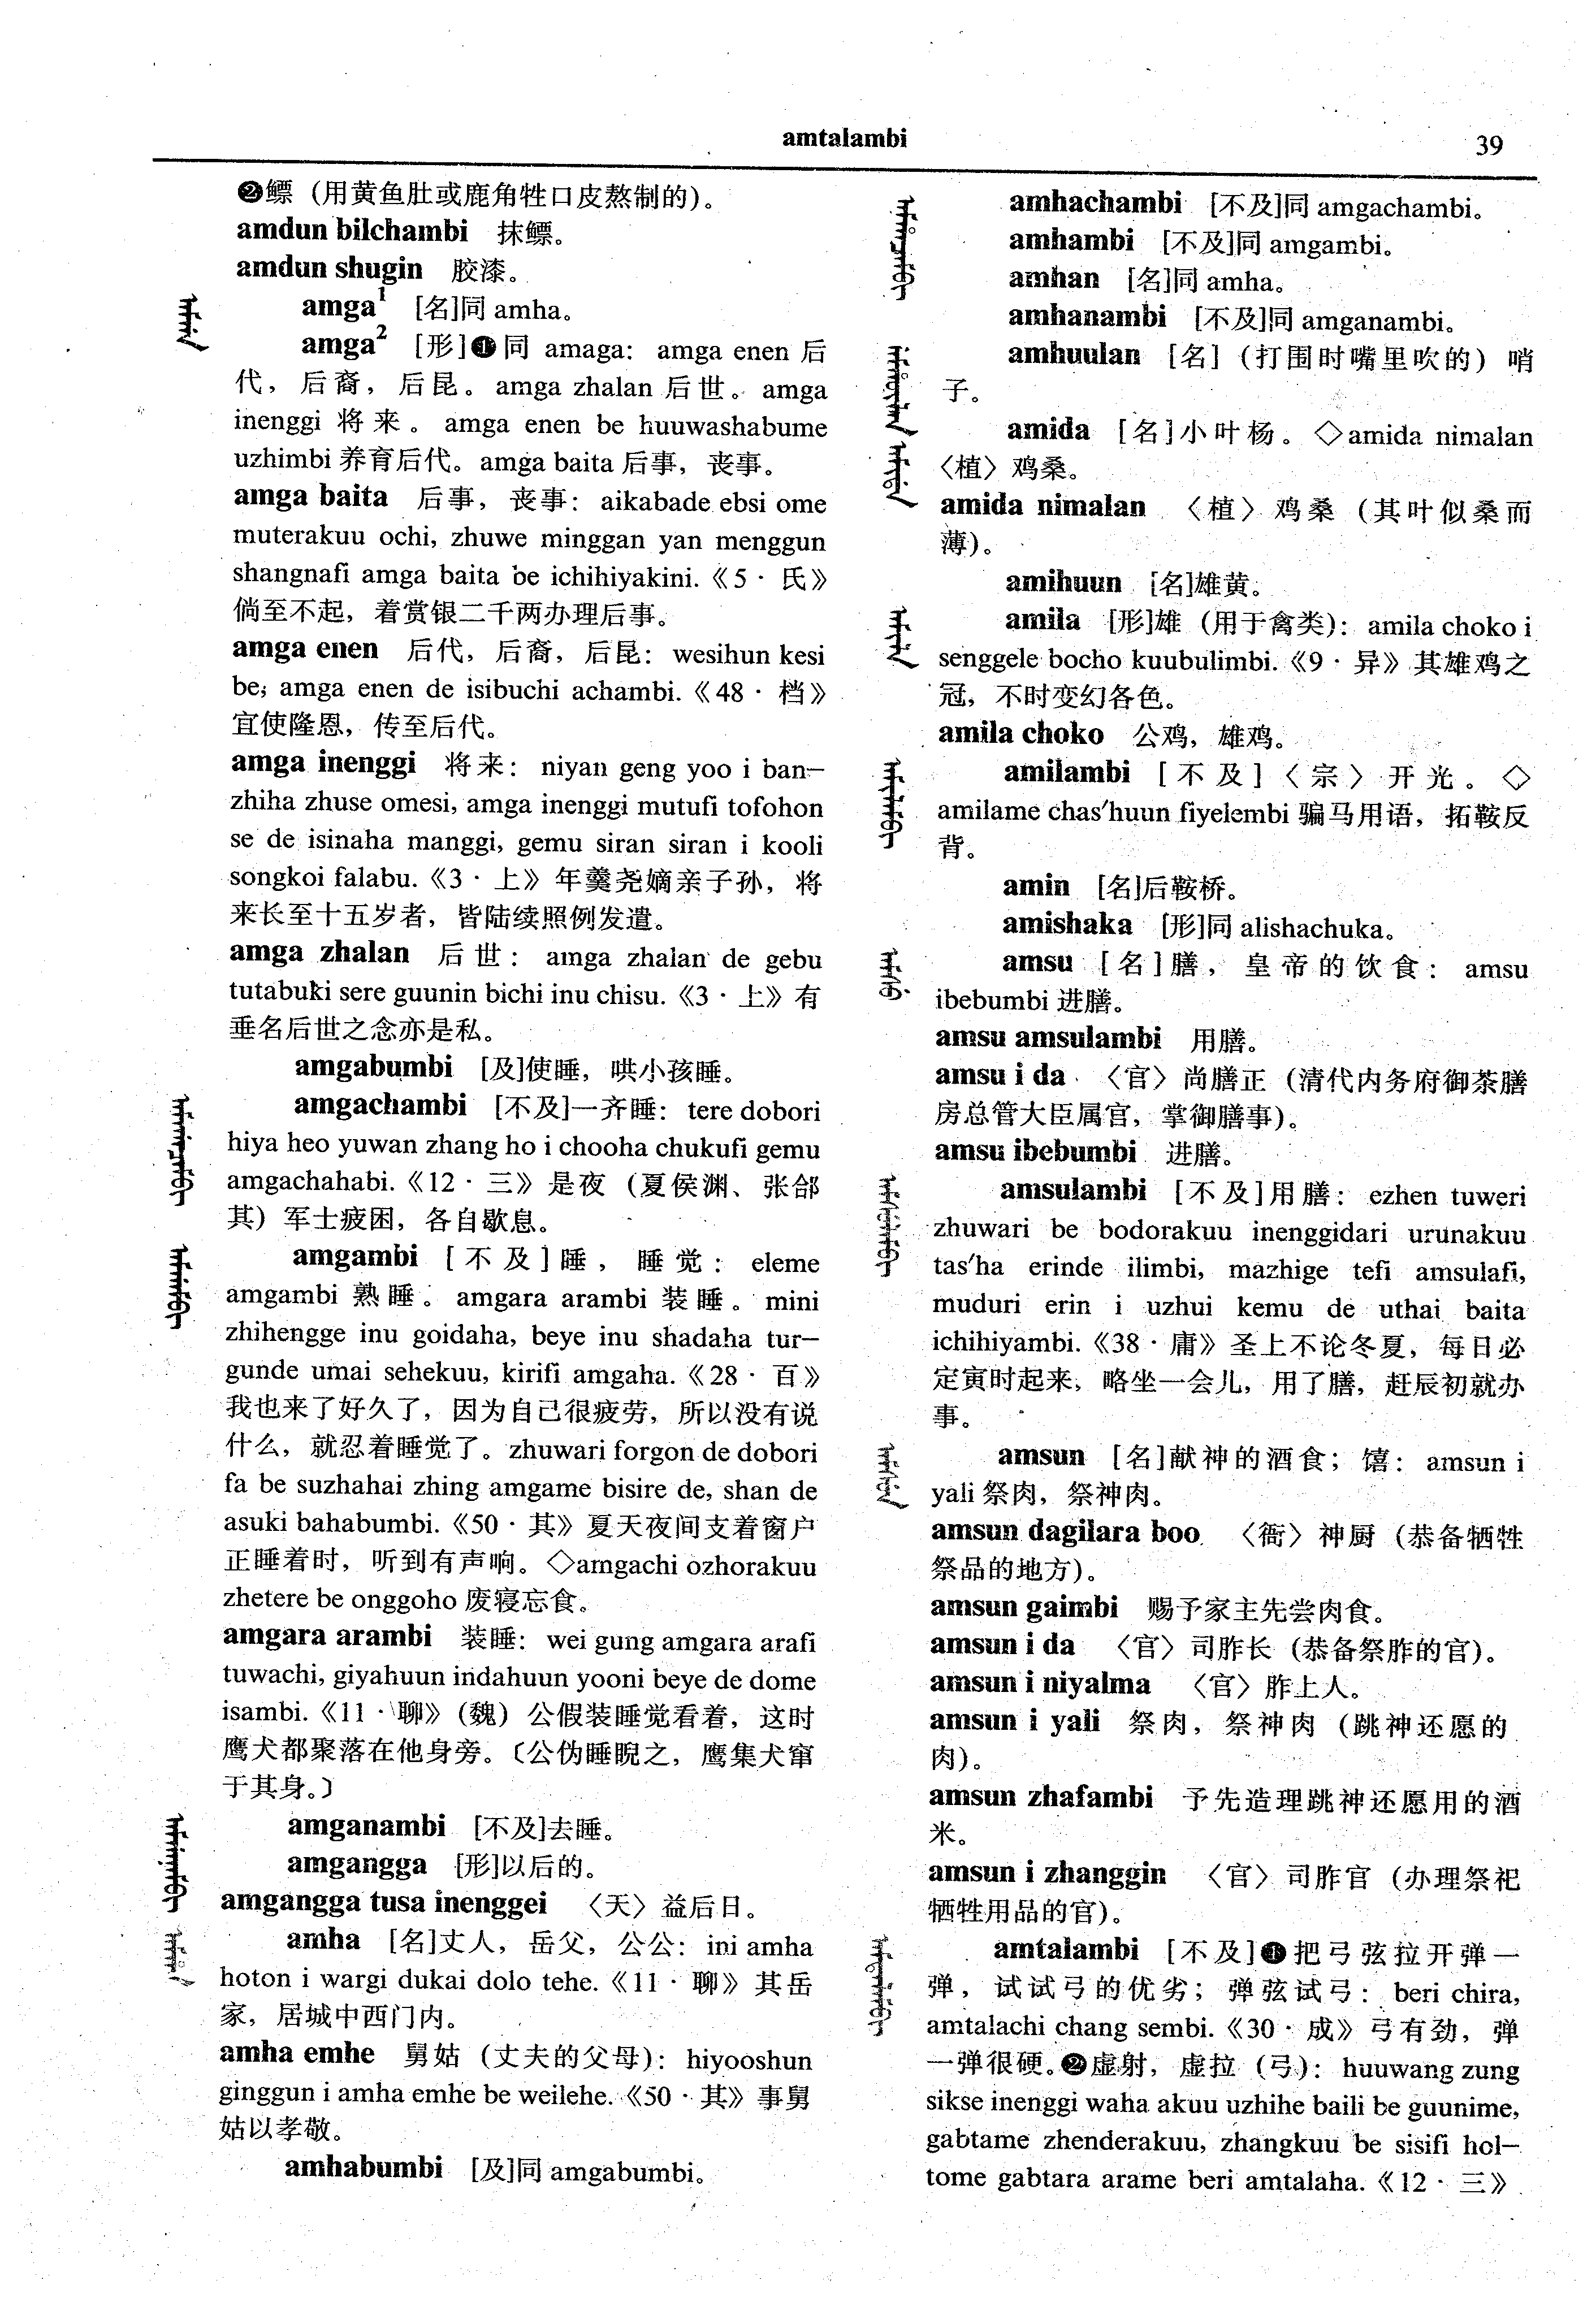 amtalambi
39
❷鳔（用黄鱼肚或鹿角牲口皮熬制的）。
amdun bilchambi 抹鳔。
amdun shugin 胶漆。
amga¹ [名]同 amha。
amga² [形]❶同 amaga: amga enen 后
代，后裔，后昆。amga zhalan 后世。amga
inenggi 将来。amga enen be huuwashabume
uzhimbi 养育后代。amga baita 后事，丧事。
amga baita 后事，丧事: aikabade ebsi ome
muterakuu ochi, zhuwe minggan yan menggun
shangnafi amga baita be ichihiyakini.《5·氏》
倘至不起，着赏银二千两办理后事。
amga enen 后代，后裔，后昆: wesihun kesi
be; amga enen de isibuchi achambi.《48·档》
宜使隆恩，传至后代。
amga inenggi 将来: niyan geng yoo i ban—
zhiha zhuse omesi, amga inenggi mutufi tofohon
se de isinaha manggi, gemu siran siran i kooli
songkoi falabu.《3·上》年羹尧嫡亲子孙，将
来长至十五岁者，皆陆续照例发遣。
amga zhalan 后世: amga zhalan de gebu
tutabuki sere guunin bichi inu chisu.《3·上》有
垂名后世之念亦是私。
amgabumbi [及]使睡，哄小孩睡。
amgachambi [不及]一齐睡: tere dobori
hiya heo yuwan zhang ho i chooha chukufi gemu
amgachahabi.《12·三》是夜（夏侯渊、张郃
其）军士疲困，各自歇息。
amgambi [不及]睡，睡觉: eleme
amgambi 熟睡。amgara arambi 装睡。mini
zhihengge inu goidaha, beye inu shadaha tur—
gunde umai sehekuu, kirifi amgaha.《28·百》
我也来了好久了，因为自己很疲劳，所以没有说
什么，就忍着睡觉了。zhuwari forgon de dobori
fa be suzhahai zhing amgame bisire de, shan de
asuki bahabumbi.《50·其》夏天夜间支着窗户
正睡着时，听到有声响。◇amgachi ozhorakuu
zhetere be onggoho 废寝忘食。
amgara arambi 装睡: wei gung amgara arafi
tuwachi, giyahuun indahuun yooni beye de dome
isambi.《11·聊》（魏）公假装睡觉看着，这时
鹰犬都聚落在他身旁。〔公伪睡睨之，鹰集犬窜
于其身。〕
amganambi [不及]去睡。
amgangga [形]以后的。
amgangga tusa inenggei 〈天〉益后日。
amha [名]丈人，岳父，公公: ini amha
hoton i wargi dukai dolo tehe.《11·聊》其岳
家，居城中西门内。
amha emhe 舅姑（丈夫的父母）: hiyooshun
ginggun i amha emhe be weilehe.《50·其》事舅
姑以孝敬。
amhabumbi [及]同 amgabumbi。
amhachambi [不及]同 amgachambi。
amhambi [不及]同 amgambi。
amhan [名]同 amha。
amhanambi [不及]同 amganambi。
amhuulan [名]（打围时嘴里吹的）哨
子。
amida [名]小叶杨。◇amida nimalan
〈植〉鸡桑。
amida nimalan 〈植〉鸡桑（其叶似桑而
薄）。
amihuun [名]雄黄。
amila [形]雄（用于禽类）: amila choko i
senggele bocho kuubulimbi.《9·异》其雄鸡之
冠，不时变幻各色。
amila choko 公鸡，雄鸡。
amilambi [不及]〈宗〉开光。◇
amilame chas'huun fiyelembi 骗马用语，拓鞍反
背。
amin [名]后鞍桥。
amishaka [形]同 alishachuka。
amsu [名]膳，皇帝的饮食: amsu
ibebumbi 进膳。
amsu amsulambi 用膳。
amsu i da 〈官〉尚膳正（清代内务府御茶膳
房总管大臣属官，掌御膳事）。
amsu ibebumbi 进膳。
amsulambi [不及]用膳: ezhen tuweri
zhuwari be bodorakuu inenggidari urunakuu
tas'ha erinde ilimbi, mazhige tefi amsulafi,
muduri erin i uzhui kemu de uthai baita
ichihiyambi.《38·庸》圣上不论冬夏，每日必
定寅时起来，略坐一会儿，用了膳，赶辰初就办
事。
amsun [名]献神的酒食；馐: amsun i
yali 祭肉，祭神肉。
amsun dagilara boo 〈衙〉神厨（恭备牺牲
祭品的地方）。
amsun gaimbi 赐予家主先尝肉食。
amsun i da 〈官〉司胙长（恭备祭胙的官）。
amsun i niyalma 〈官〉胙上人。
amsun i yali 祭肉，祭神肉（跳神还愿的
肉）。
amsun zhafambi 予先造理跳神还愿用的酒
米。
amsun i zhanggin 〈官〉司胙官（办理祭祀
牺牲用品的官）。
amtalambi [不及]❶把弓弦拉开弹一
弹，试试弓的优劣；弹弦试弓: beri chira,
amtalachi chang sembi.《30·成》弓有劲，弹
一弹很硬。❷虚射，虚拉（弓）: huuwang zung
sikse inenggi waha akuu uzhihe baili be guunime,
gabtame zhenderakuu, zhangkuu be sisifi hol—
tome gabtara arame beri amtalaha.《12·三》